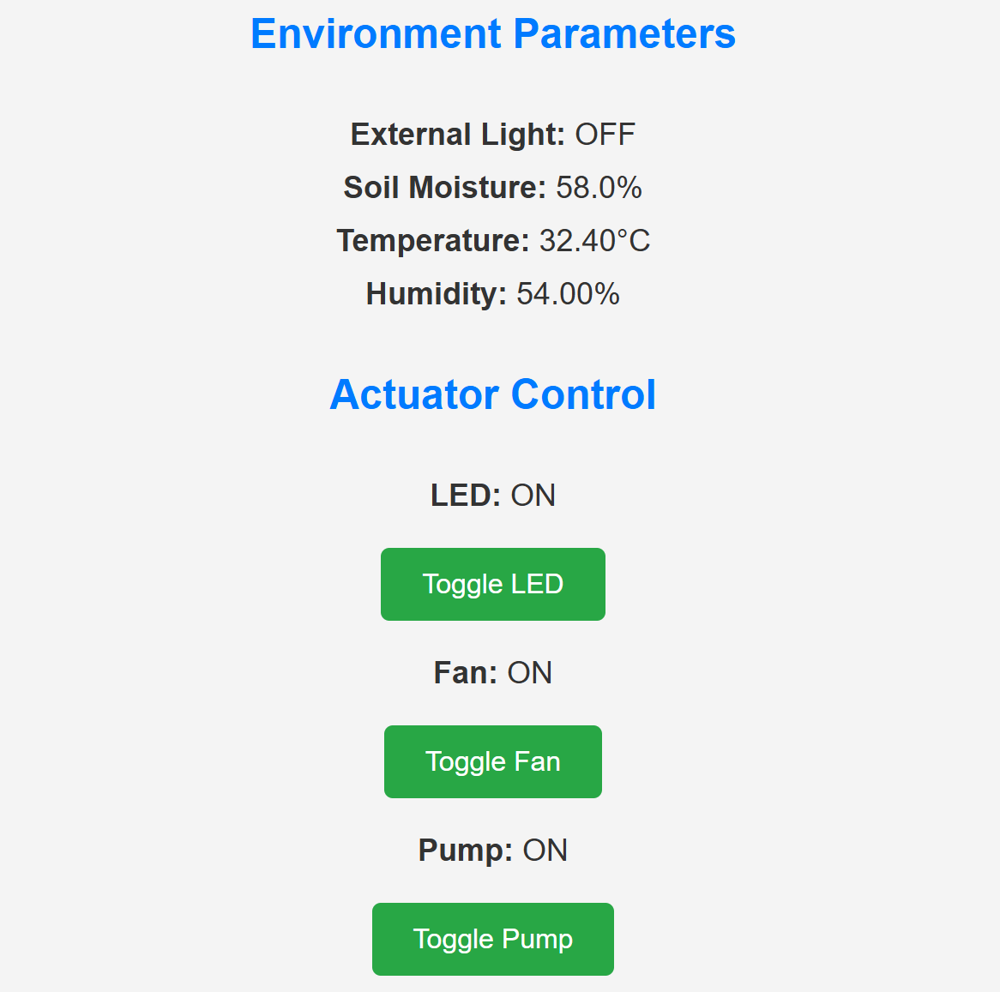 Environment Parameters
External Light: OFF
Soil Moisture: 58.0%
Temperature: 32.40°C
Humidity: 54.00%
Actuator Control
LED: ON
Toggle LED
Fan: ON
Toggle Fan
Pump: ON
Toggle Pump